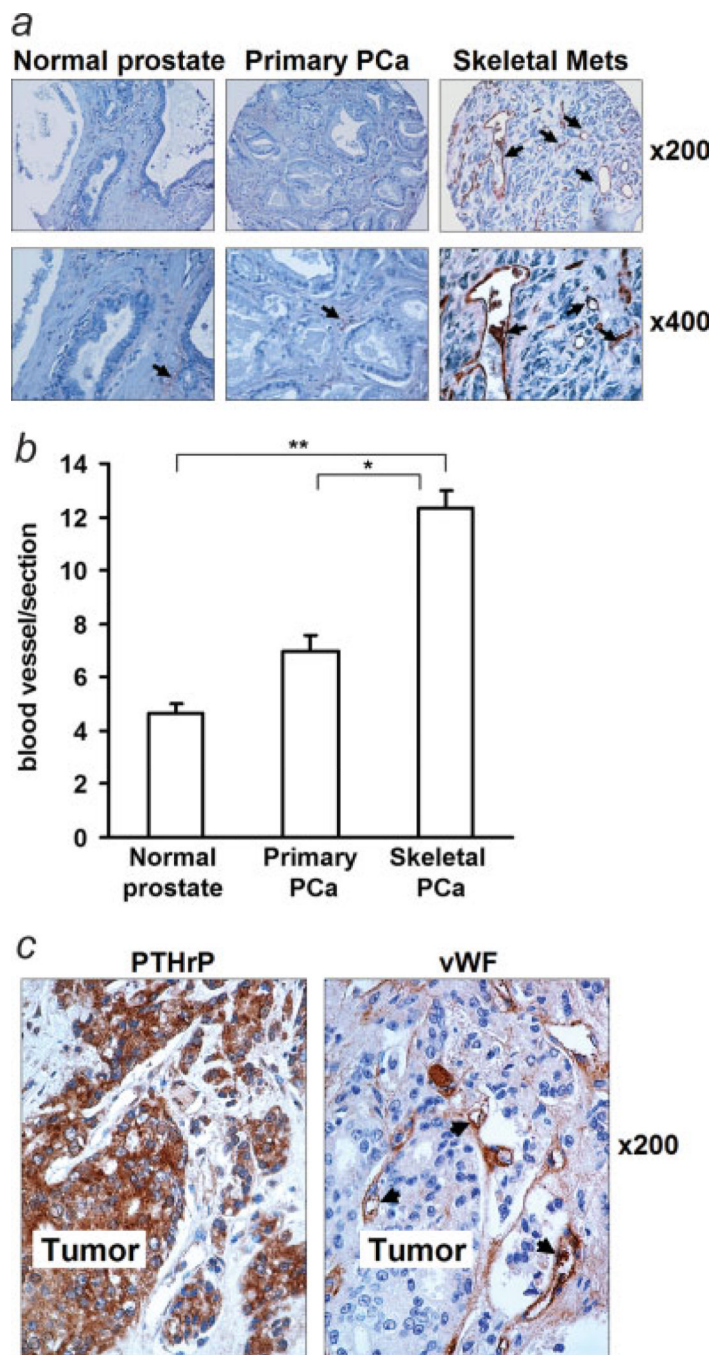 a
Normal prostate Primary PCa Skeletal Mets
x200
x400
b
blood vessel/section
14
12
10
8
6
4
2
0
**
*
Normal prostate
Primary PCa
Skeletal PCa
c
PTHrP vWF
x200
Tumor Tumor